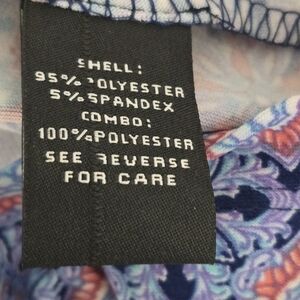 SHELL:
95% POLYESTER
5% SPANDEX
COMBO:
100% POLYESTER
SEE REVERSE
FOR CARE